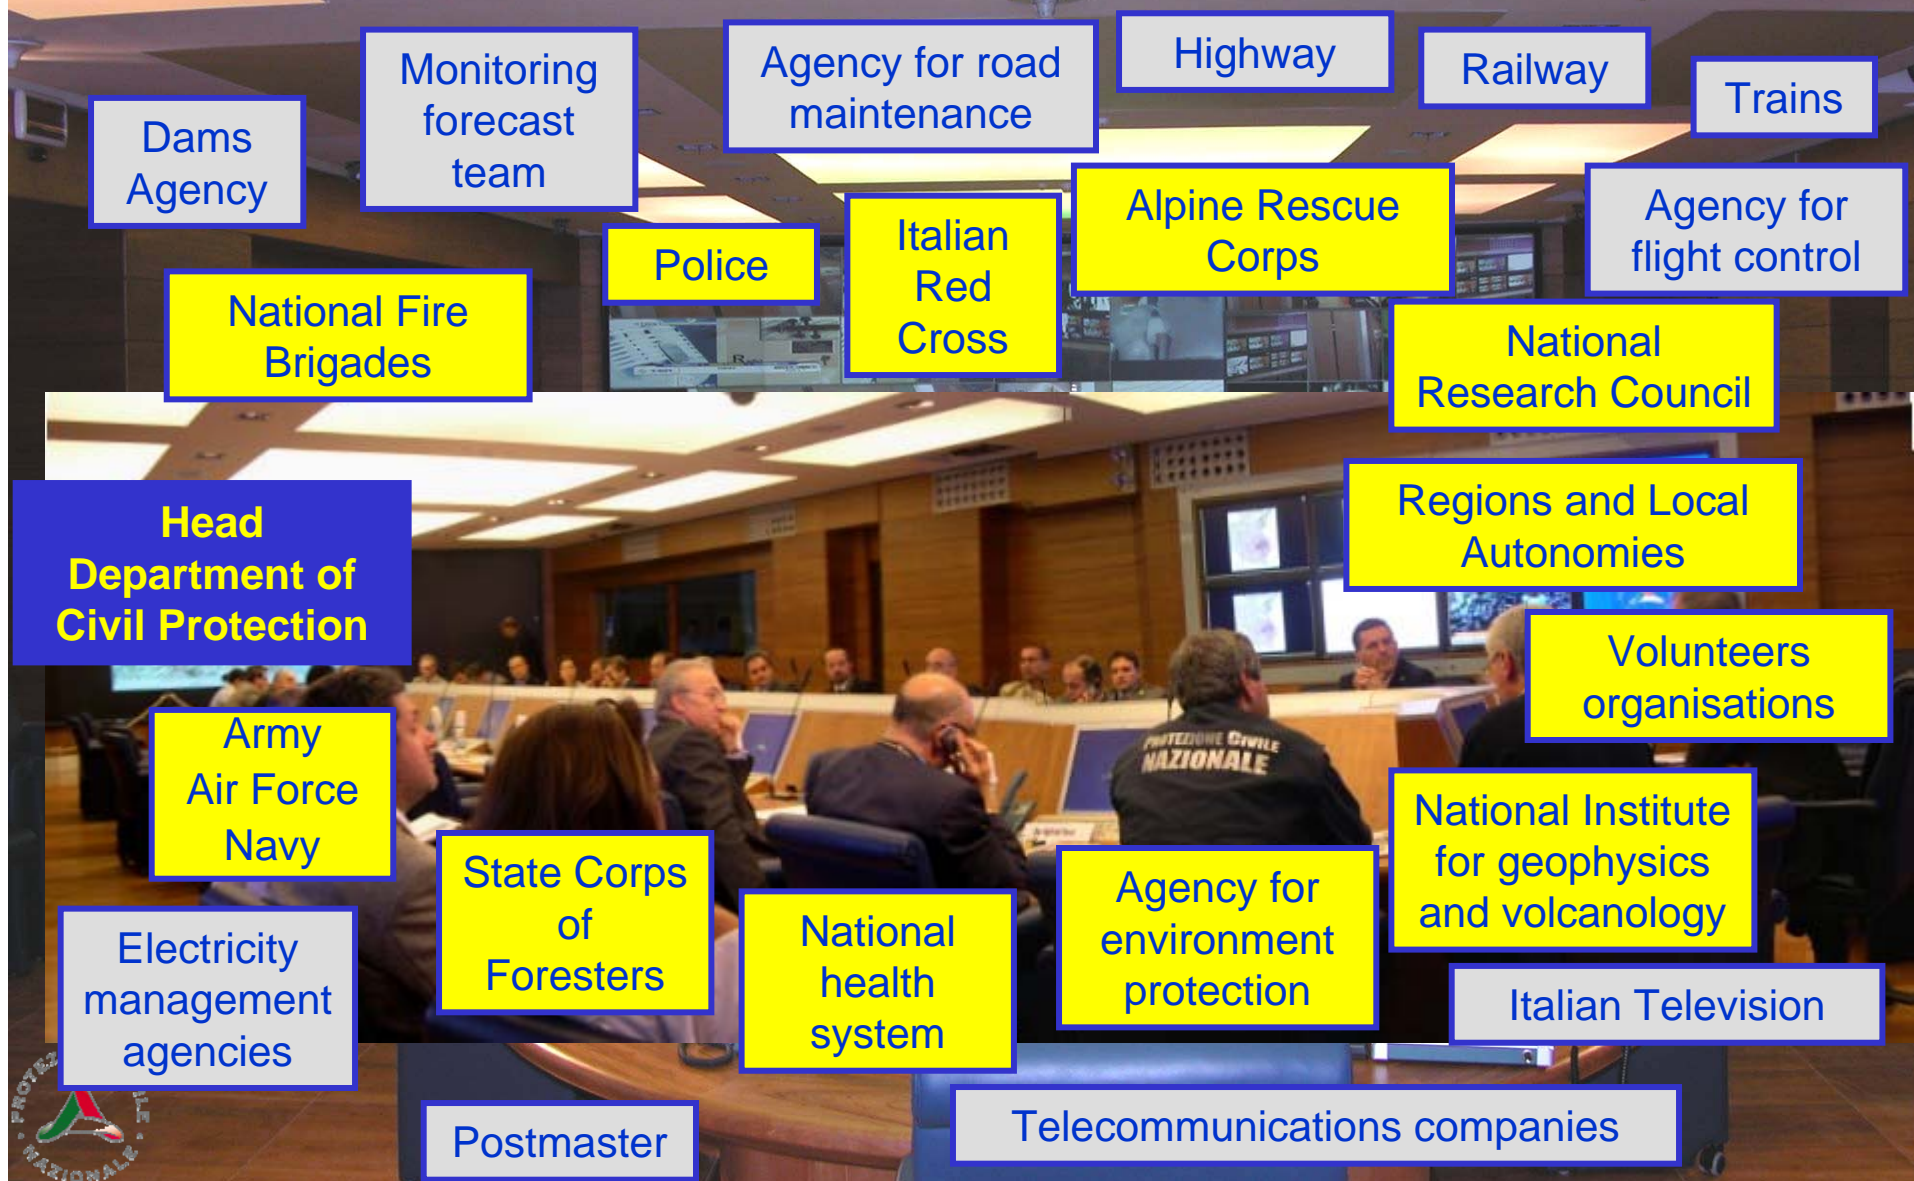 Highway
Railway
Monitoring
forecast
team
Agency for road
maintenance
Trains
Dams
Agency
Alpine Rescue
Corps
Agency for
flight control
Police
Italian
Red
Cross
National Fire
Brigades
National
Research Council
Head
Department of
Civil Protection
Regions and Local
Autonomies
Volunteers
organisations
Army
Air Force
Navy
PROTEZIONE CIVILE
NAZIONALE
National Institute
for geophysics
and volcanology
State Corps
of
Foresters
Agency for
environment
protection
National
health
system
Electricity
management
agencies
Italian Television
Telecommunications companies
Postmaster
NAZIONALE